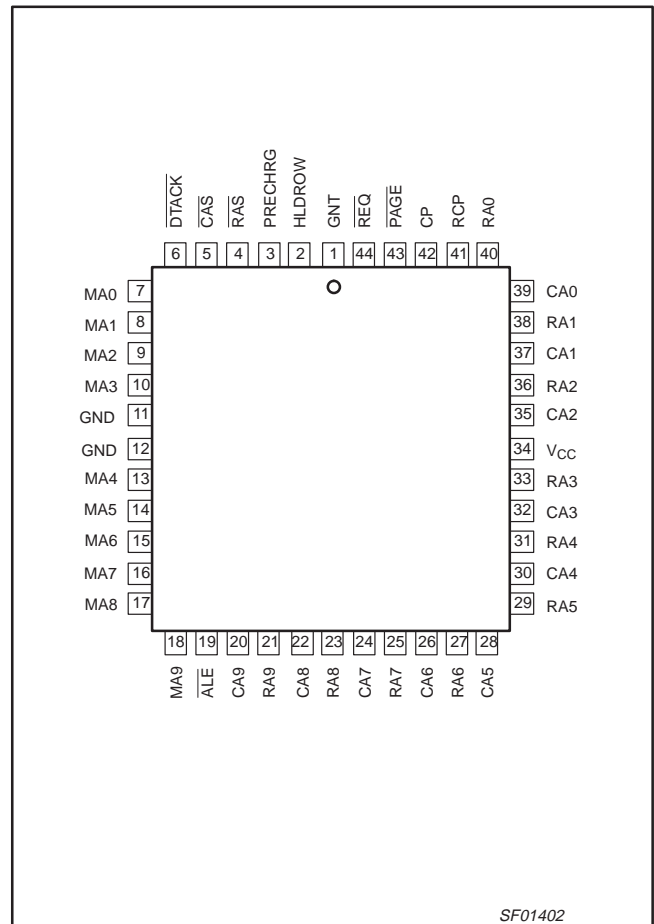 DTACK CAS RAS PRECHRG HLDROW GNT REQ PAGE CP RCP RA0
6 5 4 3 2 1 44 43 42 41 40
MA0 7 39 CA0
MA1 8 38 RA1
MA2 9 37 CA1
MA3 10 36 RA2
GND 11 35 CA2
GND 12 34 VCC
MA4 13 33 RA3
MA5 14 32 CA3
MA6 15 31 RA4
MA7 16 30 CA4
MA8 17 29 RA5
18 19 20 21 22 23 24 25 26 27 28
MA9 ALE CA9 RA9 CA8 RA8 CA7 RA7 CA6 RA6 CA5
SF01402